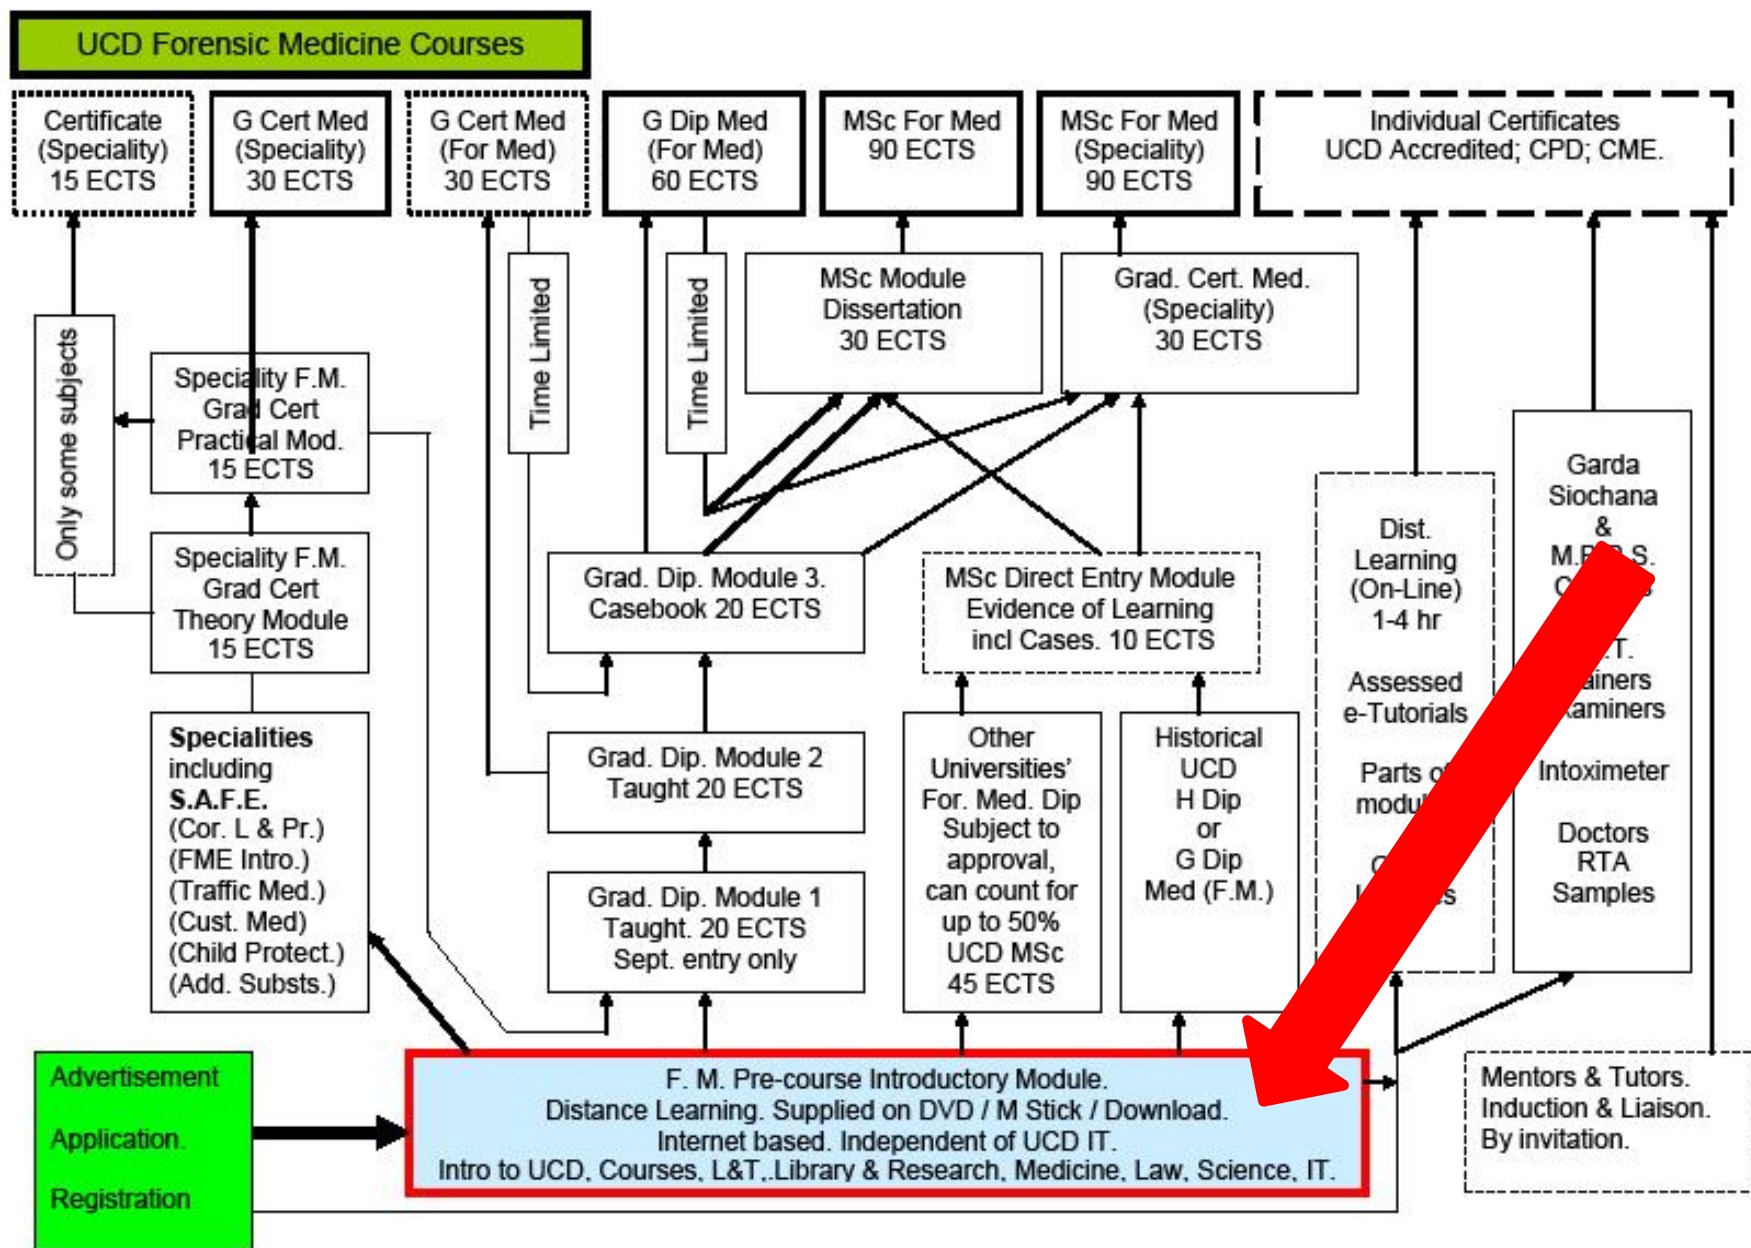 UCD Forensic Medicine Courses
Certificate
(Speciality)
15 ECTS
G Cert Med
(Speciality)
30 ECTS
G Cert Med
(For Med)
30 ECTS
G Dip Med
(For Med)
60 ECTS
MSc For Med
90 ECTS
MSc For Med
(Speciality)
90 ECTS
Individual Certificates
UCD Accredited; CPD; CME.
Only some subjects
Speciality F.M.
Grad Cert
Practical Mod.
15 ECTS
Speciality F.M.
Grad Cert
Theory Module
15 ECTS
Specialities
including
S.A.F.E.
(Cor. L & Pr.)
(FME Intro.)
(Traffic Med.)
(Cust. Med)
(Child Protect.)
(Add. Substs.)
Time Limited
Time Limited
MSc Module
Dissertation
30 ECTS
Grad. Cert. Med.
(Speciality)
30 ECTS
Grad. Dip. Module 3.
Casebook 20 ECTS
Grad. Dip. Module 2
Taught 20 ECTS
Grad. Dip. Module 1
Taught. 20 ECTS
Sept. entry only
MSc Direct Entry Module
Evidence of Learning
incl Cases. 10 ECTS
Other
Universities'
For. Med. Dip
Subject to
approval,
can count for
up to 50%
UCD MSc
45 ECTS
Historical
UCD
H Dip
or
G Dip
Med (F.M.)
Dist.
Learning
(On-Line)
1-4 hr
Assessed
e-Tutorials
Parts of
Garda
Siochana
&
Intoximeter
Doctors
RTA
Samples
Advertisement
Application.
Registration
F. M. Pre-course Introductory Module.
Distance Learning. Supplied on DVD / M Stick / Download.
Internet based. Independent of UCD IT.
Intro to UCD, Courses, L&T,.Library & Research, Medicine, Law, Science, IT.
Mentors & Tutors.
Induction & Liaison.
By invitation.